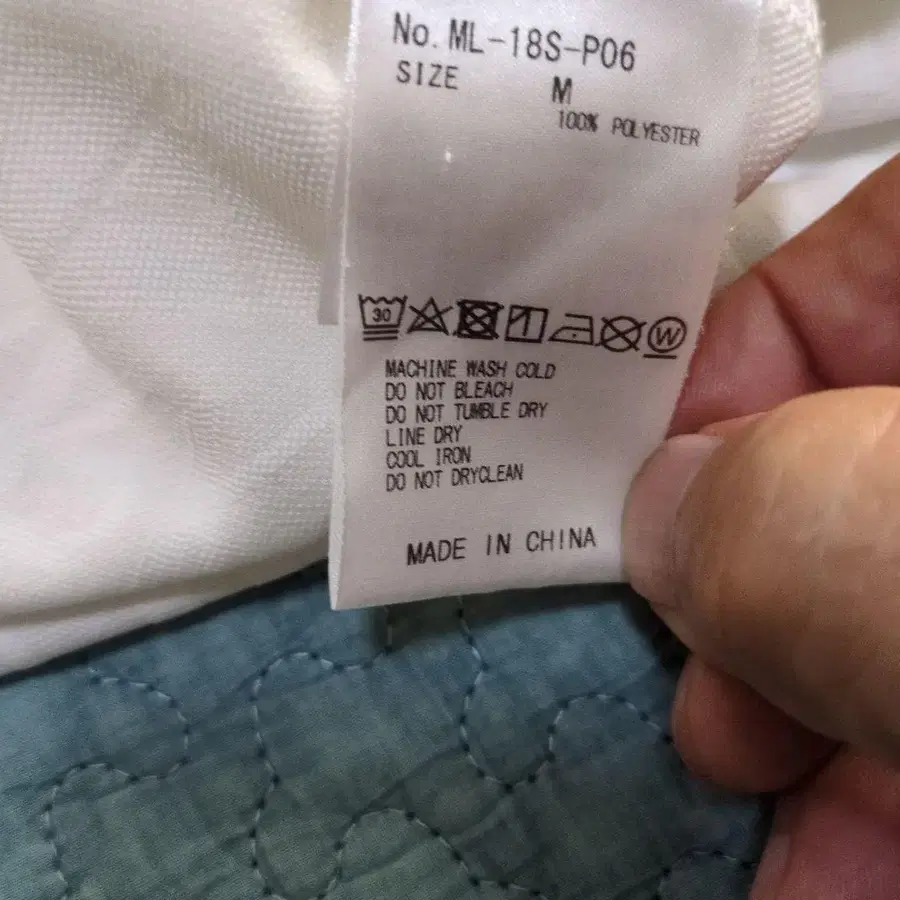 No. ML-18S-P06
SIZE M
100% POLYESTER
30 W
MACHINE WASH COLD
DO NOT BLEACH
DO NOT TUMBLE DRY
LINE DRY
COOL IRON
DO NOT DRYCLEAN
MADE IN CHINA